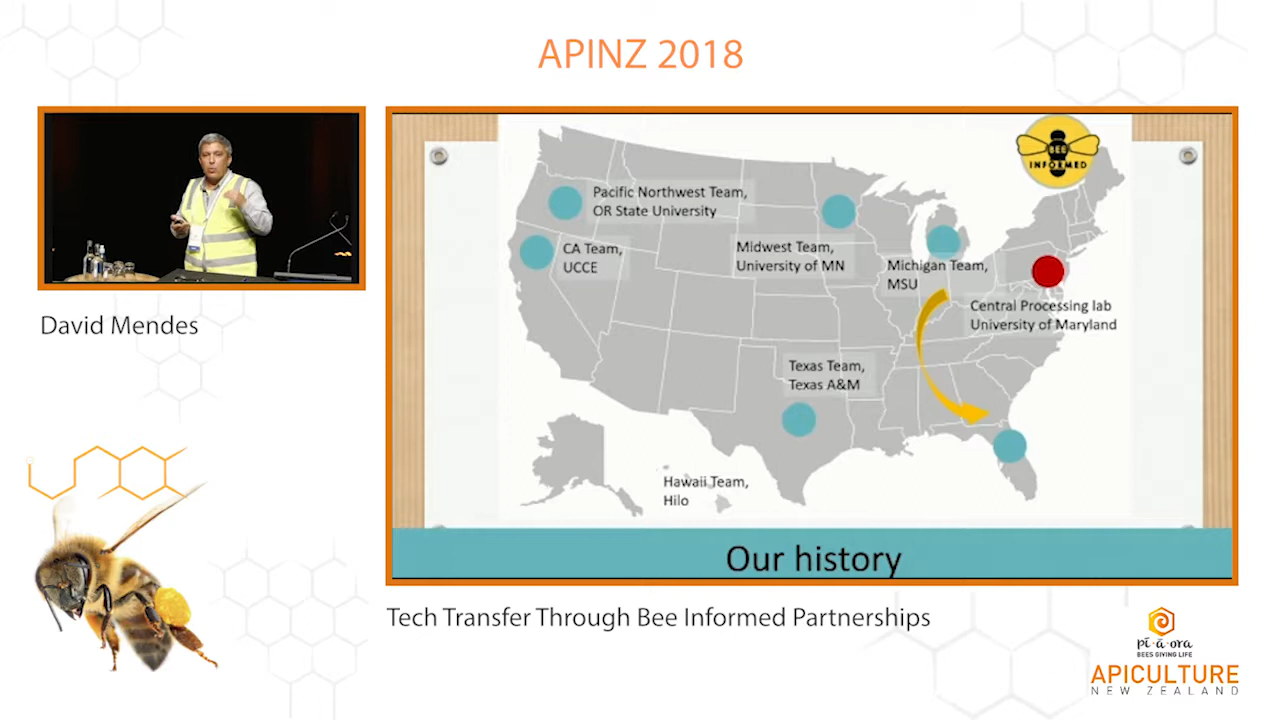 APINZ 2018
David Mendes
BEE
INFORMED
Pacific Northwest Team,
OR State University
CA Team,
UCCE
Midwest Team,
University of MN
Michigan Team,
MSU
Central Processing lab
University of Maryland
Texas Team,
Texas A&M
Hawaii Team,
Hilo
Our history
Tech Transfer Through Bee Informed Partnerships
pī·ā·ora
BEES GIVING LIFE
APICULTURE
NEW ZEALAND